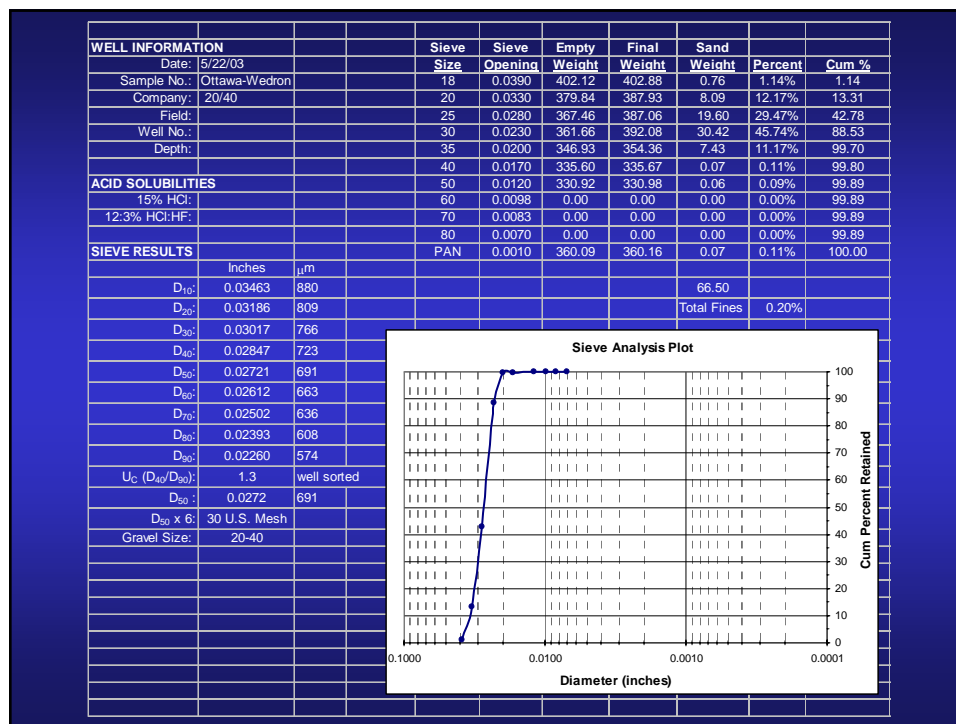 WELL INFORMATION Sieve Sieve Empty Final Sand
Date: 5/22/03 Size Opening Weight Weight Weight Percent Cum %
Sample No.: Ottawa-Wedron 18 0.0390 402.12 402.88 0.76 1.14% 1.14
Company: 20/40 20 0.0330 379.84 387.93 8.09 12.17% 13.31
Field: 25 0.0280 367.46 387.06 19.60 29.47% 42.78
Well No.: 30 0.0230 361.66 392.08 30.42 45.74% 88.53
Depth: 35 0.0200 346.93 354.36 7.43 11.17% 99.70
40 0.0170 335.60 335.67 0.07 0.11% 99.80
ACID SOLUBILITIES 50 0.0120 330.92 330.98 0.06 0.09% 99.89
15% HCl: 60 0.0098 0.00 0.00 0.00 0.00% 99.89
12:3% HCl:HF: 70 0.0083 0.00 0.00 0.00 0.00% 99.89
80 0.0070 0.00 0.00 0.00 0.00% 99.89
SIEVE RESULTS PAN 0.0010 360.09 360.16 0.07 0.11% 100.00
Inches μm
D10: 0.03463 880 66.50
D20: 0.03186 809 Total Fines 0.20%
D30: 0.03017 766
D40: 0.02847 723
D50: 0.02721 691
D60: 0.02612 663
D70: 0.02502 636
D80: 0.02393 608
D90: 0.02260 574
UC (D40/D90): 1.3 well sorted
D50 : 0.0272 691
D50 x 6: 30 U.S. Mesh
Gravel Size: 20-40
Sieve Analysis Plot
100
90
80
70
60
50
40
30
20
10
0
Cum Percent Retained
0.1000 0.0100 0.0010 0.0001
Diameter (inches)